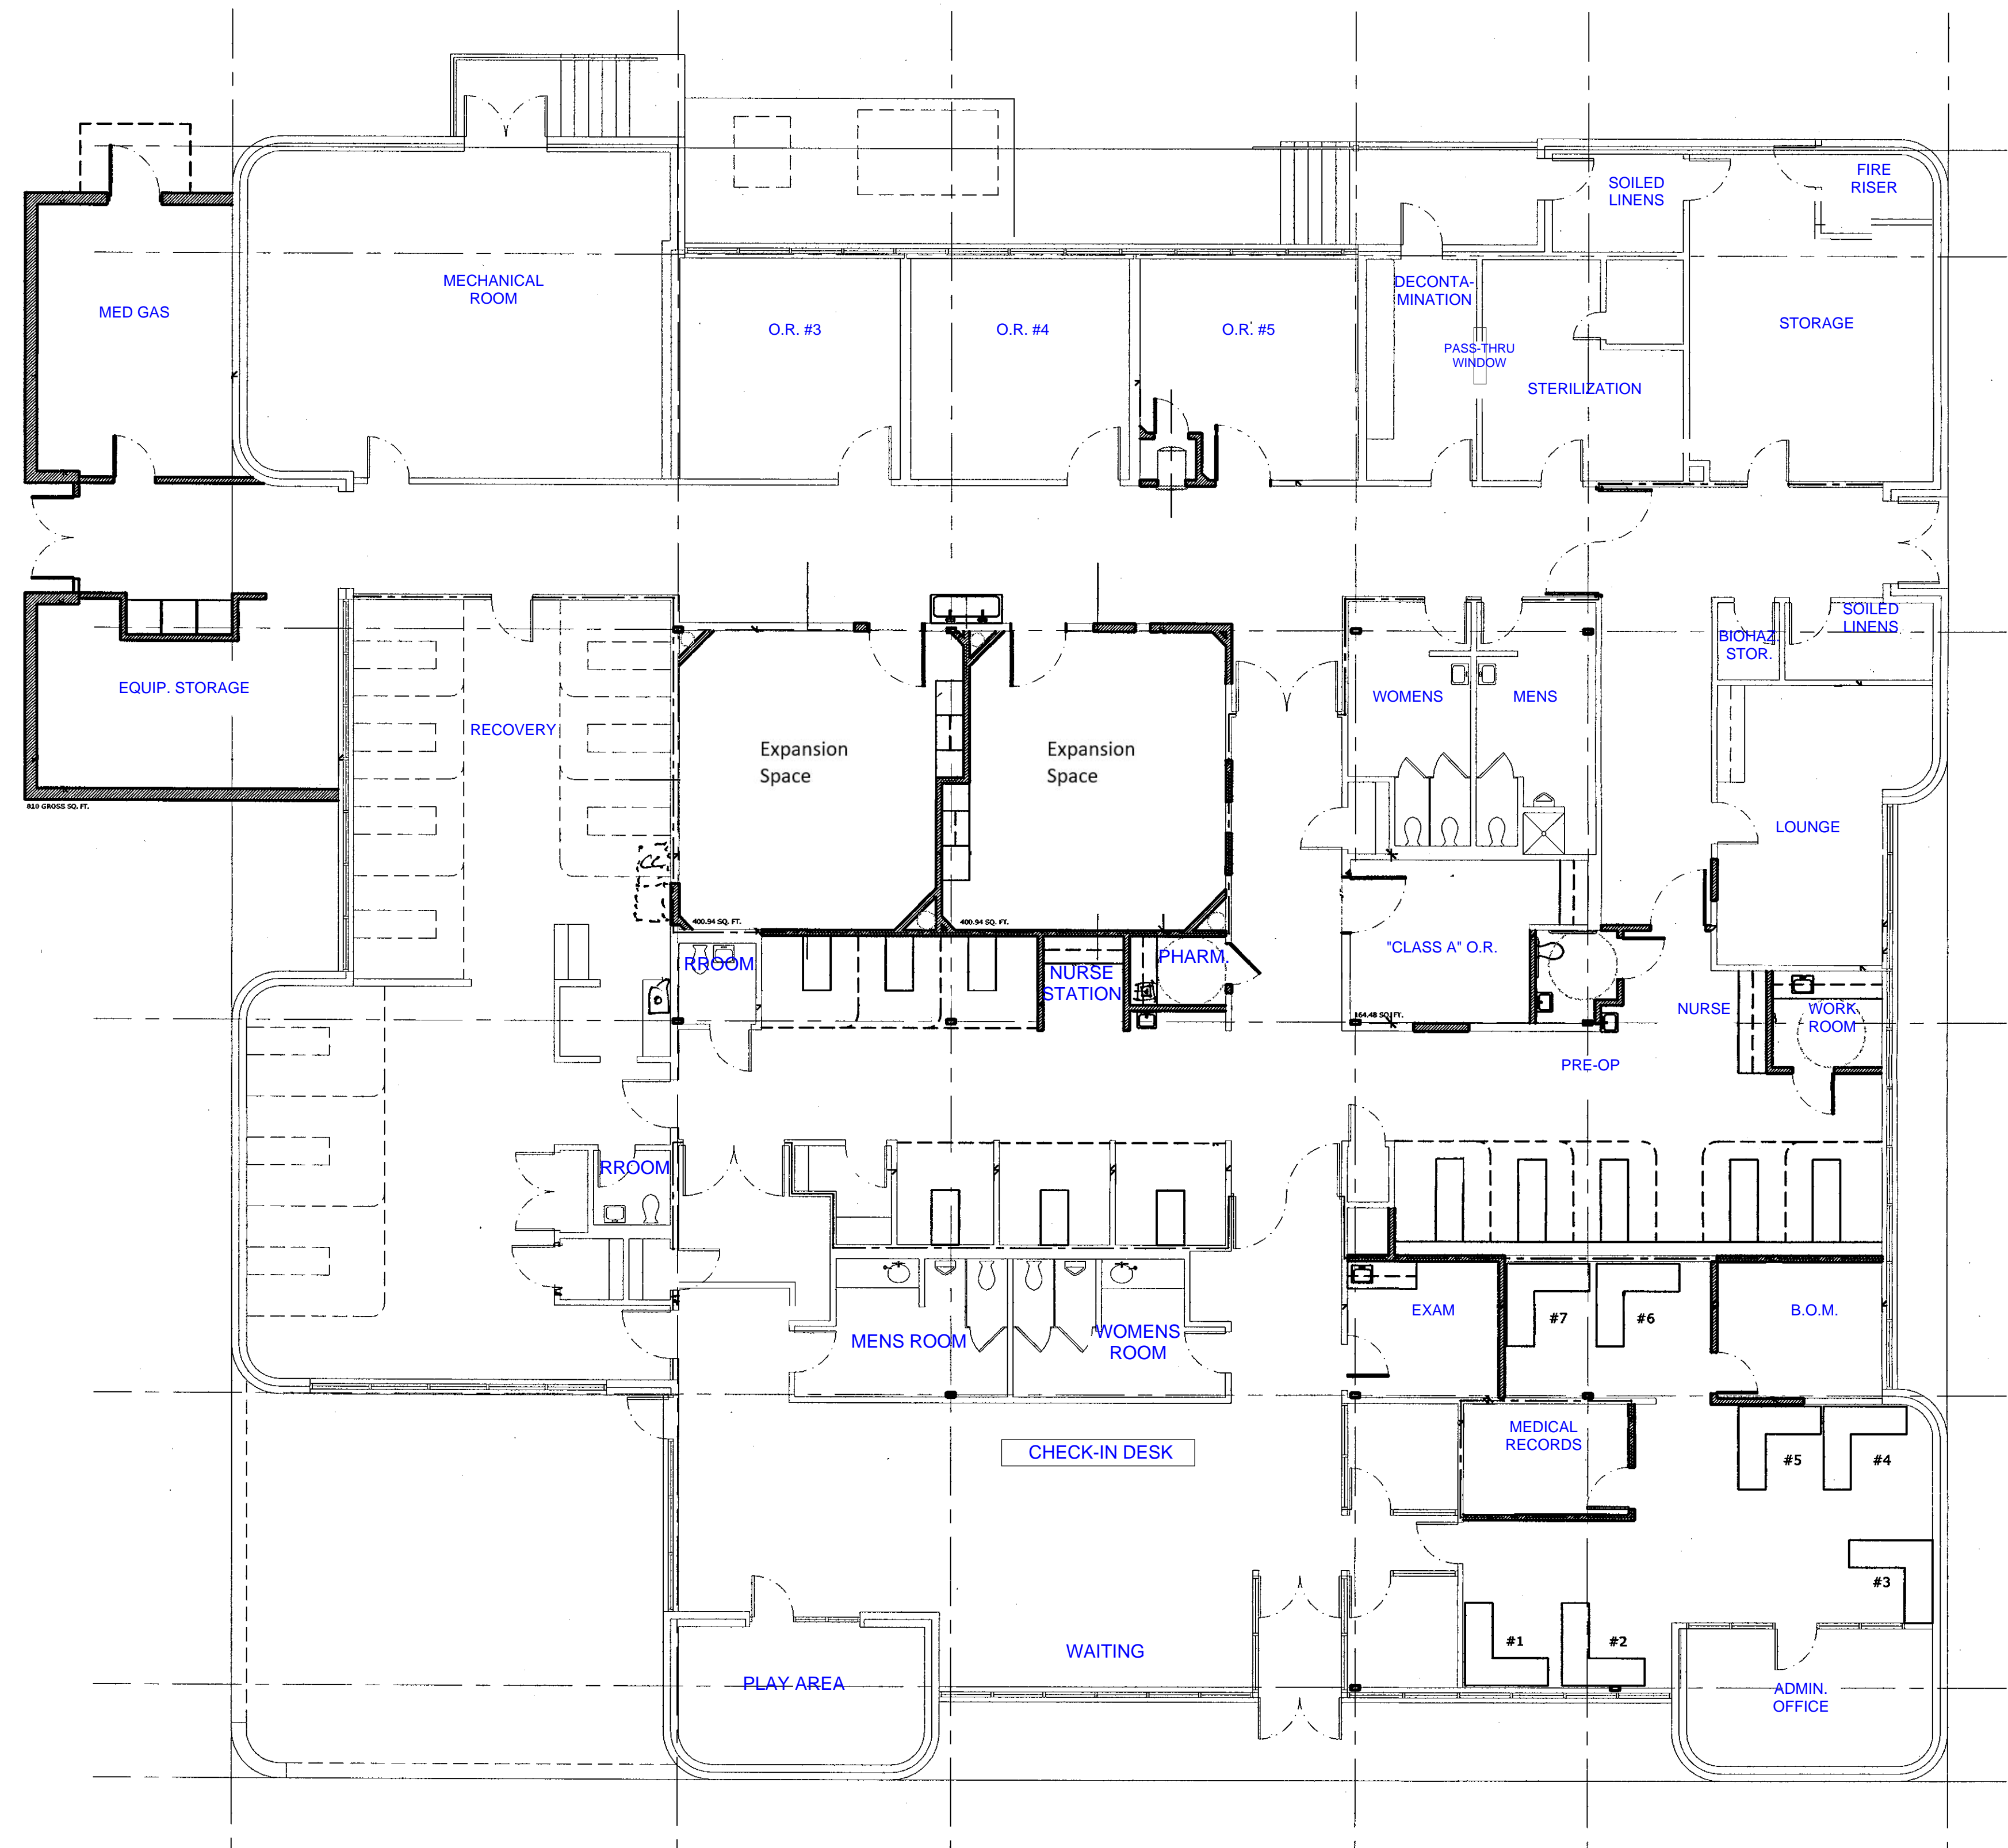 FIRE
RISER
SOILED
LINENS
MECHANICAL
ROOM
MED GAS
DECONTA-
MINATION
O.R. #3
O.R. #4
O.R. #5
STORAGE
PASS-THRU
WINDOW
STERILIZATION
SOILED
LINENS
BIOHAZ.
STOR.
EQUIP. STORAGE
RECOVERY
WOMENS
MENS
Expansion
Space
Expansion
Space
810 GROSS SQ. FT.
LOUNGE
400.94 SQ. FT.
400.94 SQ. FT.
"CLASS A" O.R.
RROOM
NURSE
STATION
PHARM.
164.48 SQ. FT.
NURSE
WORK
ROOM
PRE-OP
RROOM
EXAM
#7
#6
B.O.M.
MENS ROOM
WOMENS
ROOM
MEDICAL
RECORDS
CHECK-IN DESK
#5
#4
#3
#1
#2
WAITING
PLAY AREA
ADMIN.
OFFICE